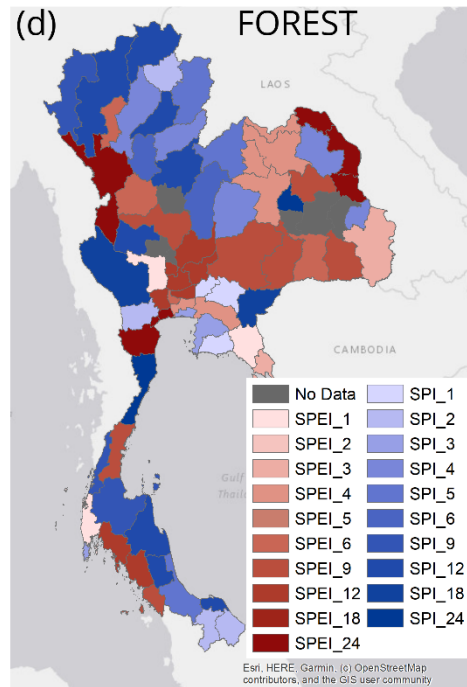 (d) FOREST
LAOS
CAMBODIA
Gulf
Thaila
No Data
SPEI_1
SPEI_2
SPEI_3
SPEI_4
SPEI_5
SPEI_6
SPEI_9
SPEI_12
SPEI_18
SPEI_24
SPI_1
SPI_2
SPI_3
SPI_4
SPI_5
SPI_6
SPI_9
SPI_12
SPI_18
SPI_24
Esri, HERE, Garmin, (c) OpenStreetMap
contributors, and the GIS user community